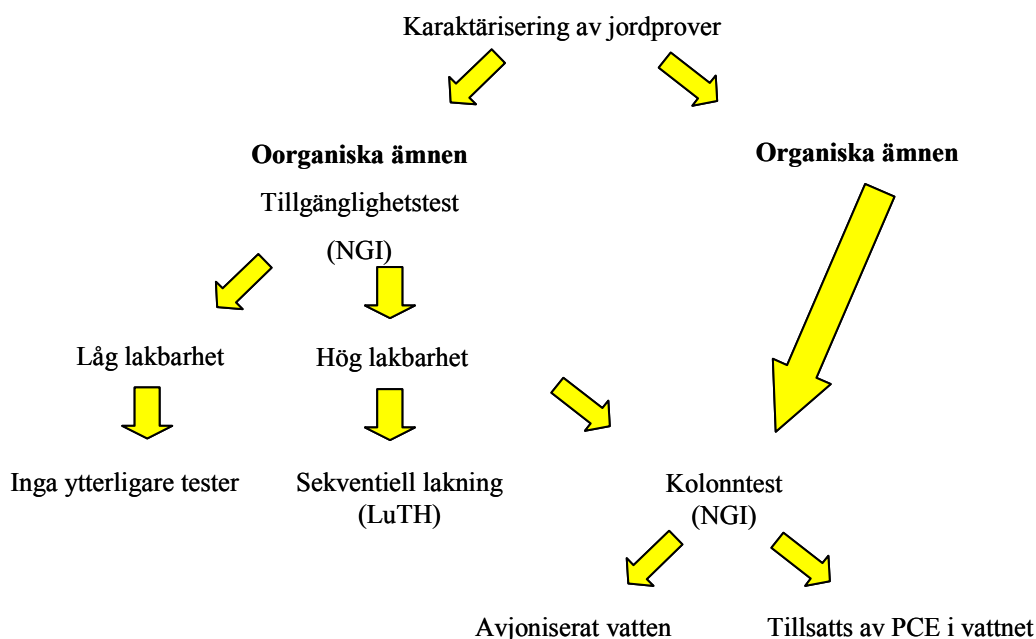 Karaktärisering av jordprover
Oorganiska ämnen
Organiska ämnen
Tillgänglighetstest
(NGI)
Låg lakbarhet
Hög lakbarhet
Inga ytterligare tester
Sekventiell lakning
(LuTH)
Kolonntest
(NGI)
Avjoniserat vatten
Tillsatts av PCE i vattnet